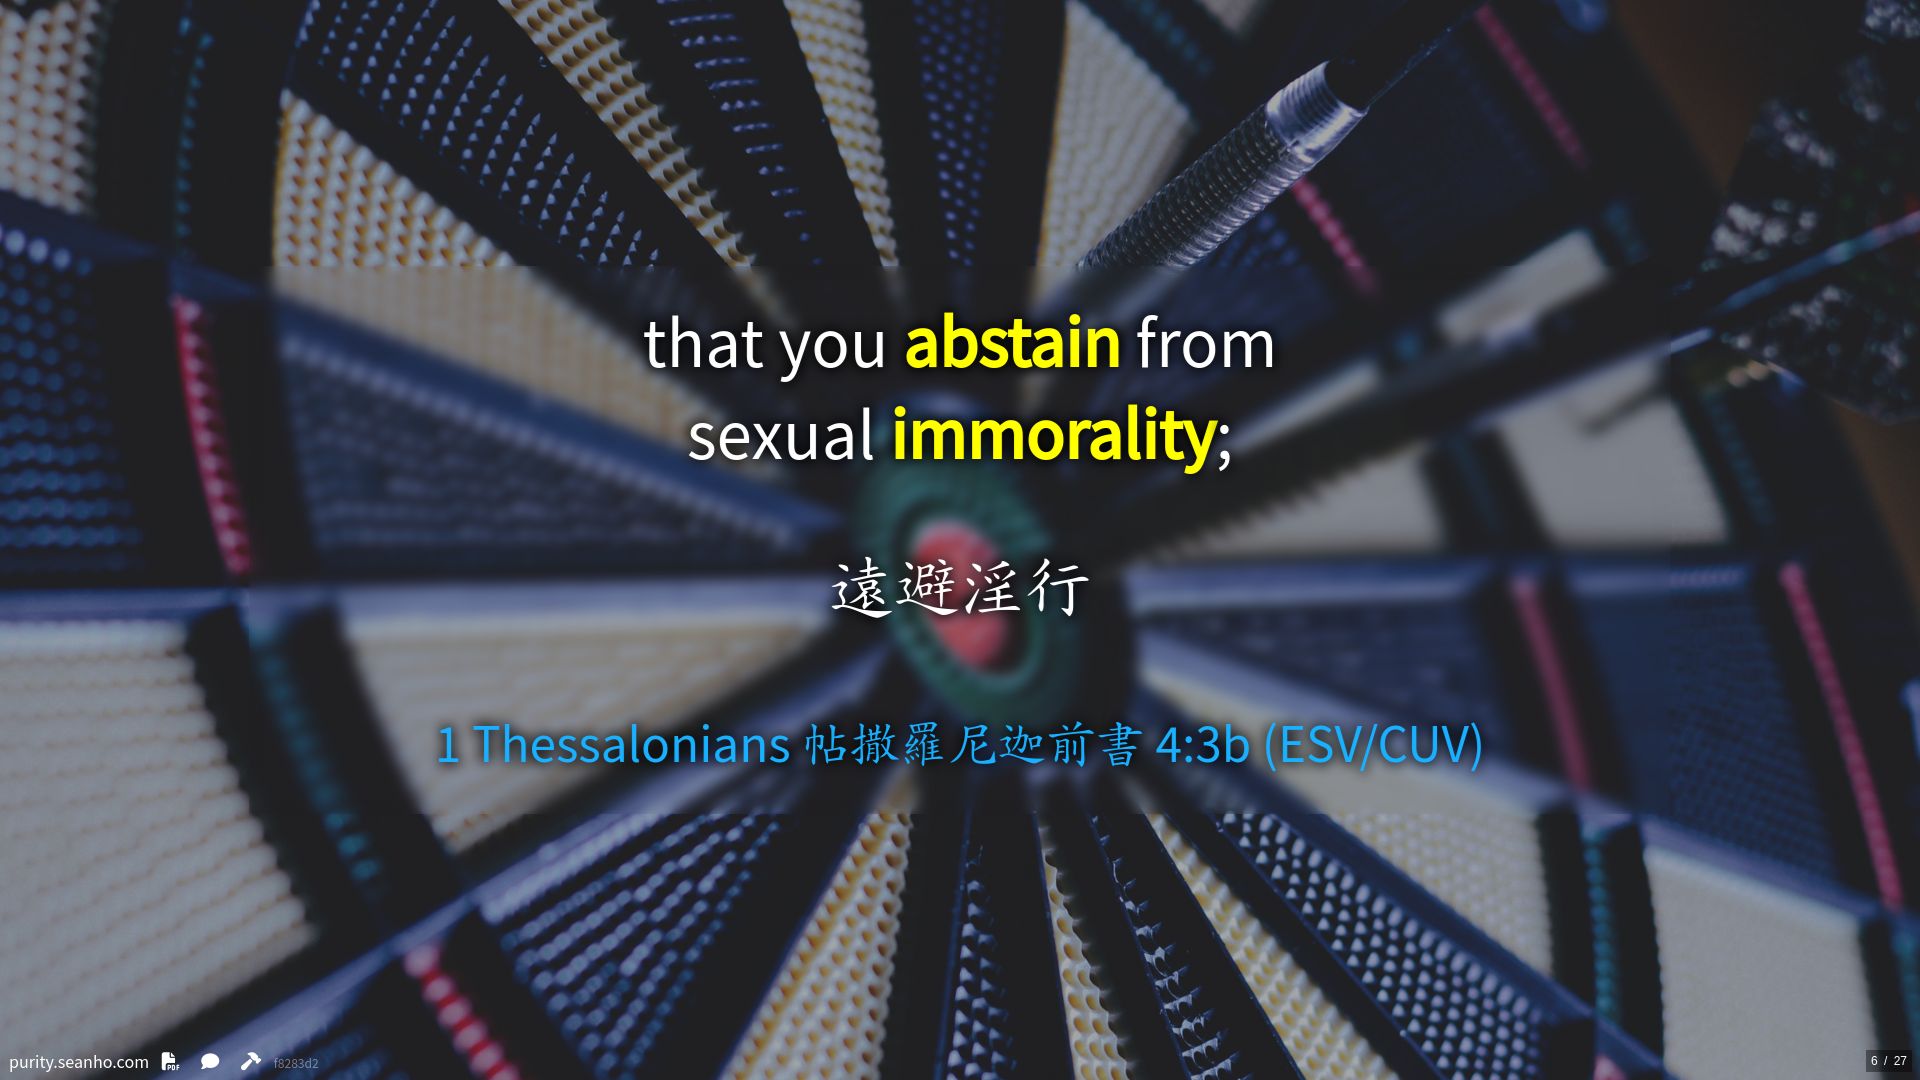 that you abstain from
sexual immorality;
遠避淫行
1 Thessalonians 帖撒羅尼迦前書 4:3b (ESV/CUV)
purity.seanho.com PDF f8283d2
6 / 27